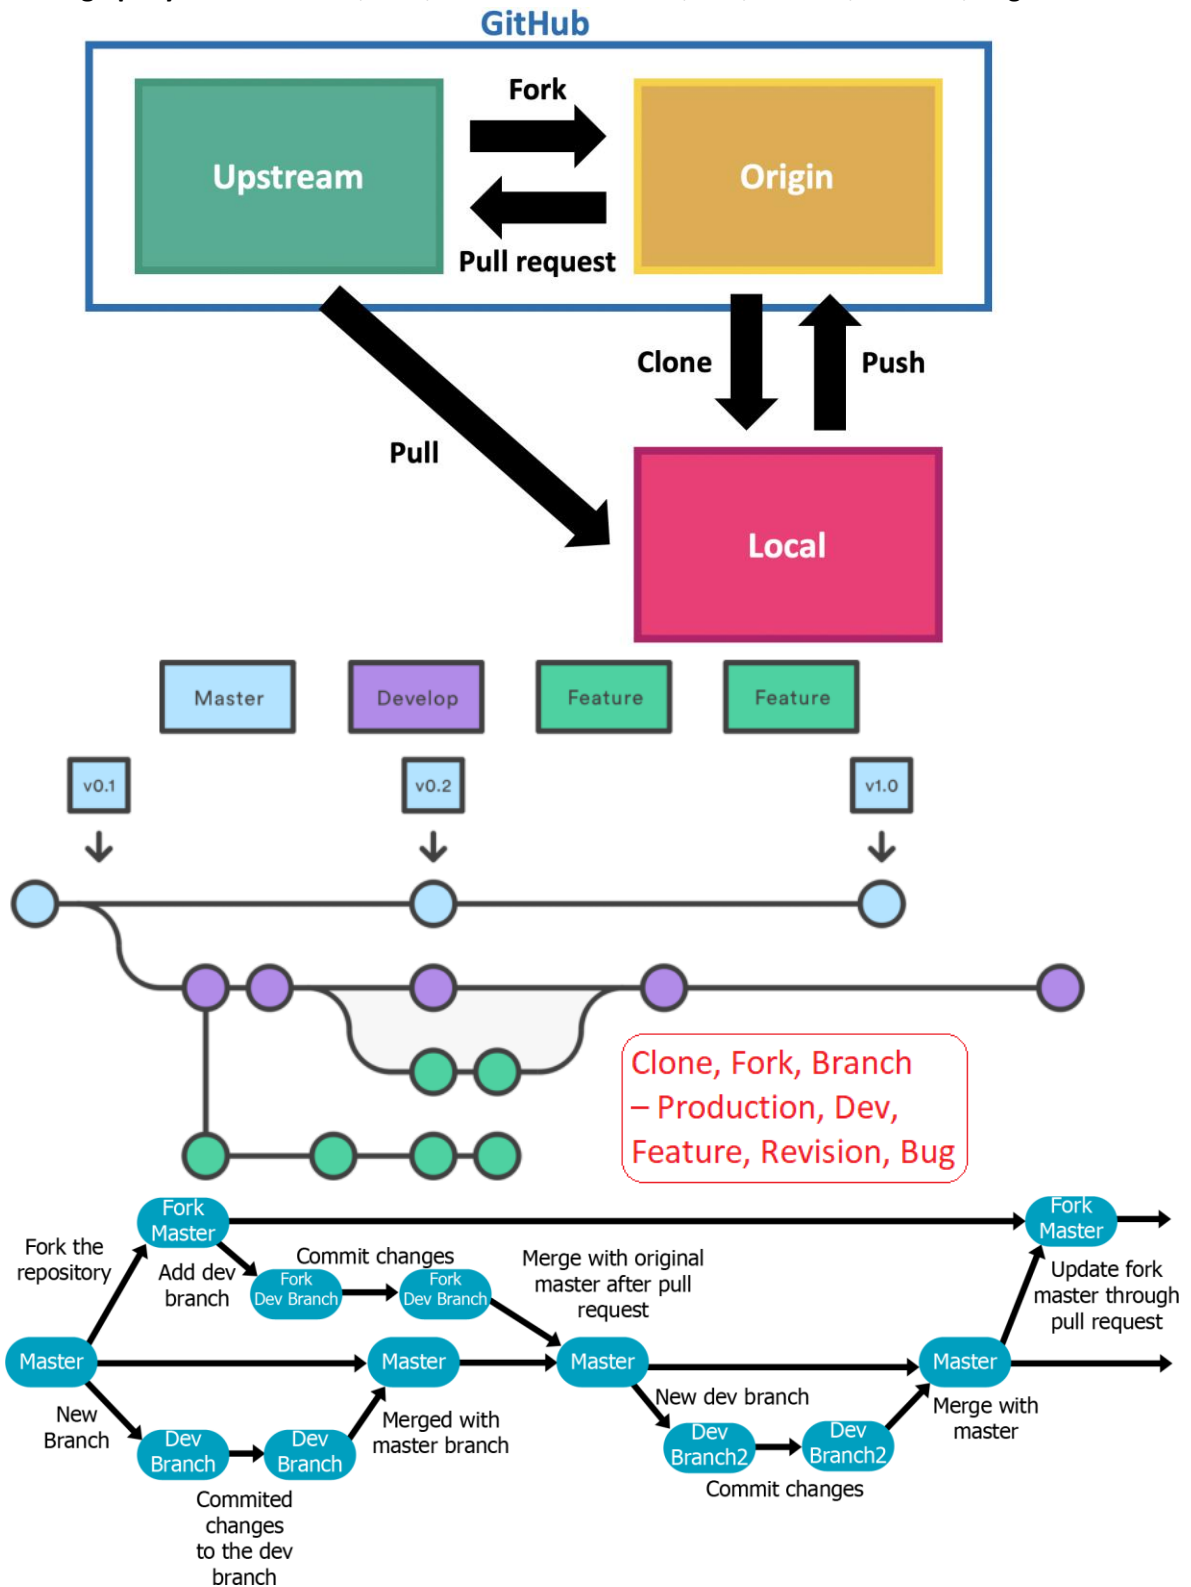 GitHub
Fork
Upstream
Origin
Pull request
Clone
Push
Pull
Local
Master
Develop
Feature
Feature
v0.1
v0.2
v1.0
Clone, Fork, Branch
– Production, Dev,
Feature, Revision, Bug
Fork
Master
Fork the
repository
Add dev
branch
Commit changes
Fork
Dev Branch
Fork
Dev Branch
Merge with original
master after pull
request
Fork
Master
Update fork
master through
pull request
Master
Master
Master
Master
New
Branch
Dev
Branch
Dev
Branch
Merged with
master branch
New dev branch
Dev
Branch2
Dev
Branch2
Merge with
master
Commit changes
Commited
changes
to the dev
branch